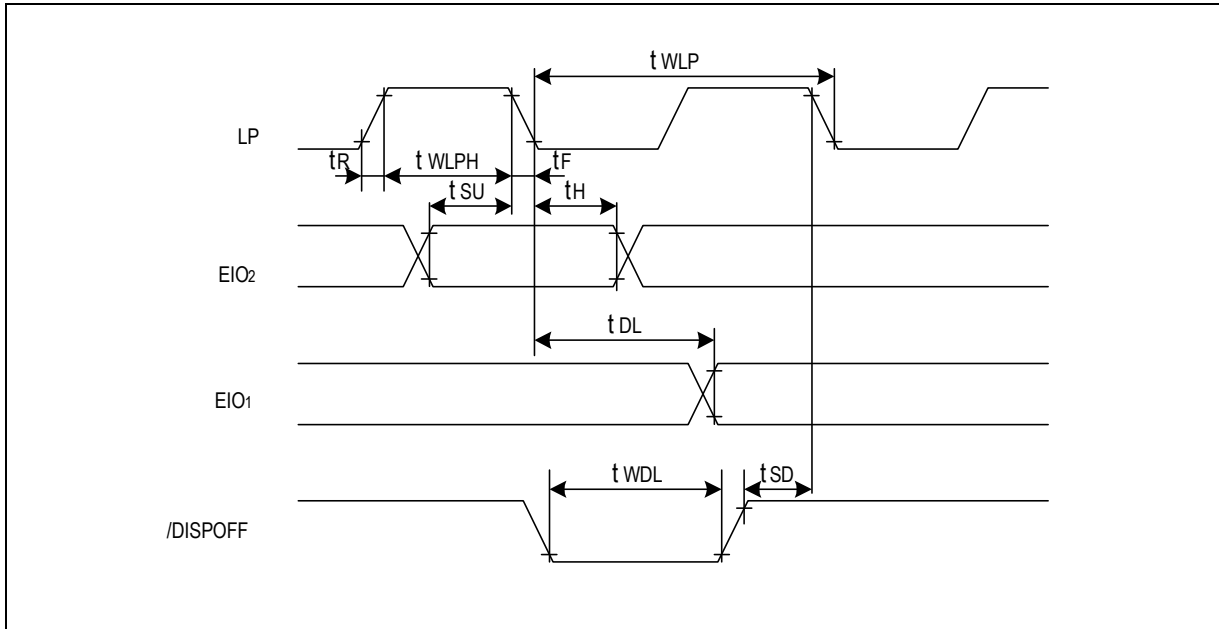 t WLP
LP
tR
t WLPH
tF
t SU
tH
EIO2
t DL
EIO1
t WDL
t SD
/DISPOFF